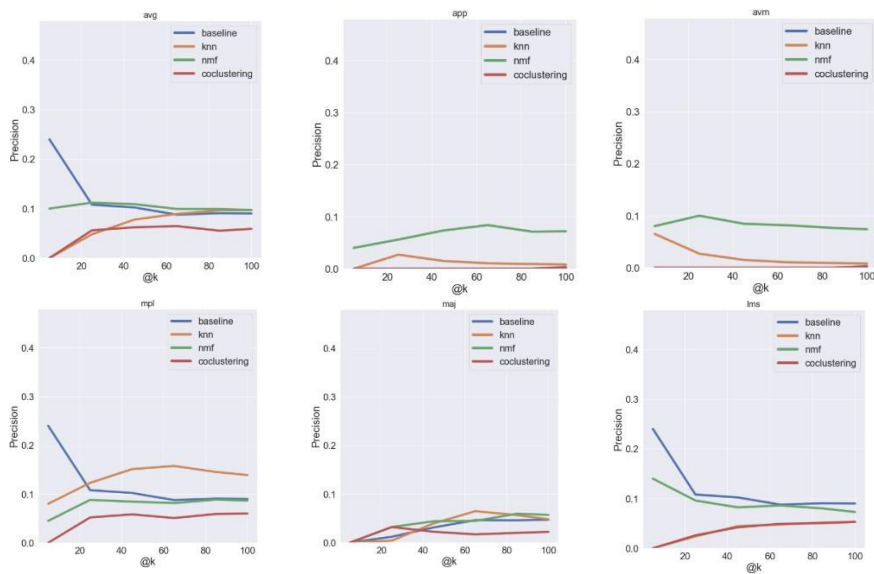 avg
baseline
knn
nmf
coclustering
0.4
0.3
0.2
0.1
0.0
Precision
20 40 60 80 100
@k
app
baseline
knn
nmf
coclustering
0.4
0.3
0.2
0.1
0.0
Precision
20 40 60 80 100
@k
avm
baseline
knn
nmf
coclustering
0.4
0.3
0.2
0.1
0.0
Precision
20 40 60 80 100
@k
mpl
baseline
knn
nmf
coclustering
0.4
0.3
0.2
0.1
0.0
Precision
20 40 60 80 100
@k
maj
baseline
knn
nmf
coclustering
0.4
0.3
0.2
0.1
0.0
Precision
20 40 60 80 100
@k
lms
baseline
knn
nmf
coclustering
0.4
0.3
0.2
0.1
0.0
Precision
20 40 60 80 100
@k